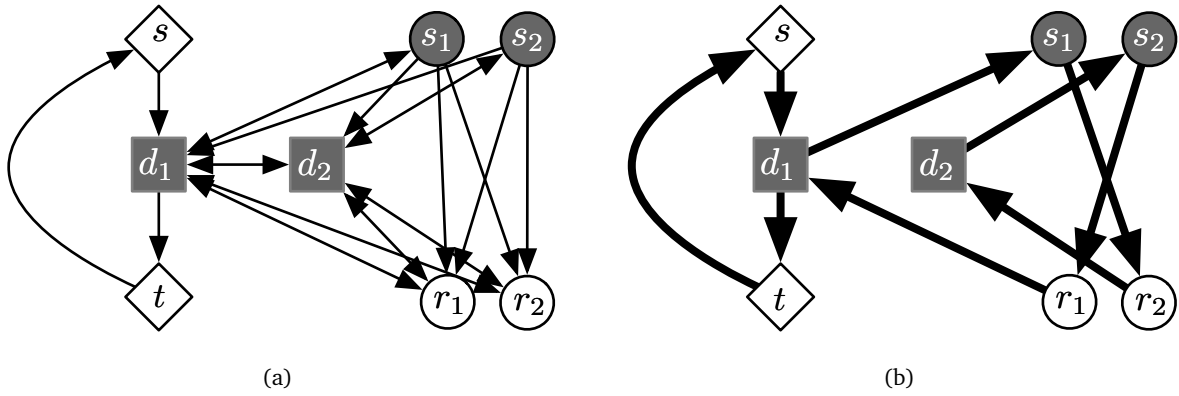 s s₁ s₂ s s₁ s₂
d₁ d₂ d₁ d₂
t r₁ r₂ t r₁ r₂
(a) (b)